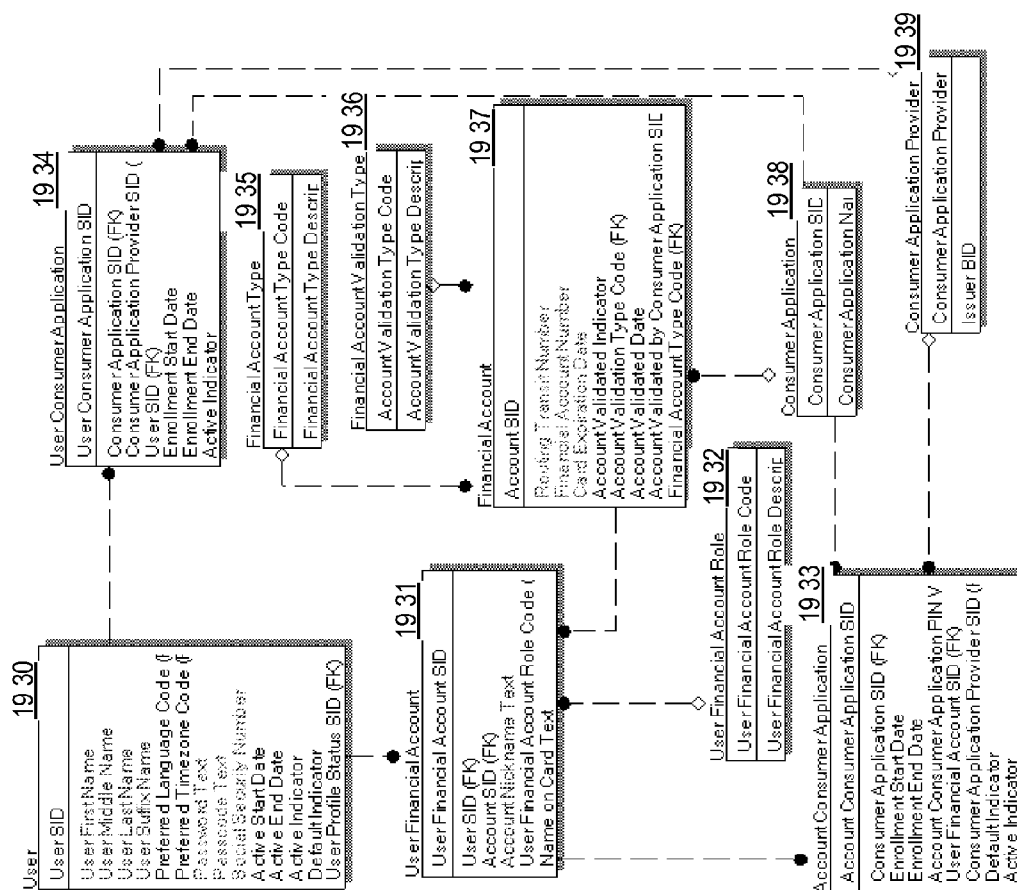 User
19 30
User SID
User First Name
User Middle Name
User Last Name
User Suffix Name
Preferred Language Code (F
Preferred Timezone Code (F
Password Text
Passcode Text
Social Security Number
Active Start Date
Active End Date
Active Indicator
Default Indicator
User Profile Status SID (FK)
User Consumer Application
19 34
User Consumer Application SID
Consumer Application SID (FK)
Consumer Application Provider SID (
User SID (FK)
Enrollment Start Date
Enrollment End Date
Active Indicator
Financial Account Type
19 35
Financial Account Type Code
Financial Account Type Descrip
Financial Account Validation Type
19 36
Account Validation Type Code
Account Validation Type Descrip
User Financial Account
19 31
User Financial Account SID
User SID (FK)
Account SID (FK)
Account Nickname Text
User Financial Account Role Code (
Name on Card Text
Financial Account
19 37
Account SID
Routing Transit Number
Financial Account Number
Card Expiration Date
Account Validated Indicator
Account Validation Type Code (FK)
Account Validated Date
Account Validated by Consumer Application SID
Financial Account Type Code (FK)
User Financial Account Role
19 32
User Financial Account Role Code
User Financial Account Role Descrip
Consumer Application
19 38
Consumer Application SID
Consumer Application Nar
Account Consumer Application
19 33
Account Consumer Application SID
Consumer Application SID (FK)
Enrollment Start Date
Enrollment End Date
Account Consumer Application PIN V
User Financial Account SID (FK)
Consumer Application Provider SID (F
Default Indicator
Active Indicator
Consumer Application Provider
19 39
Consumer Application Provider
Issuer BID